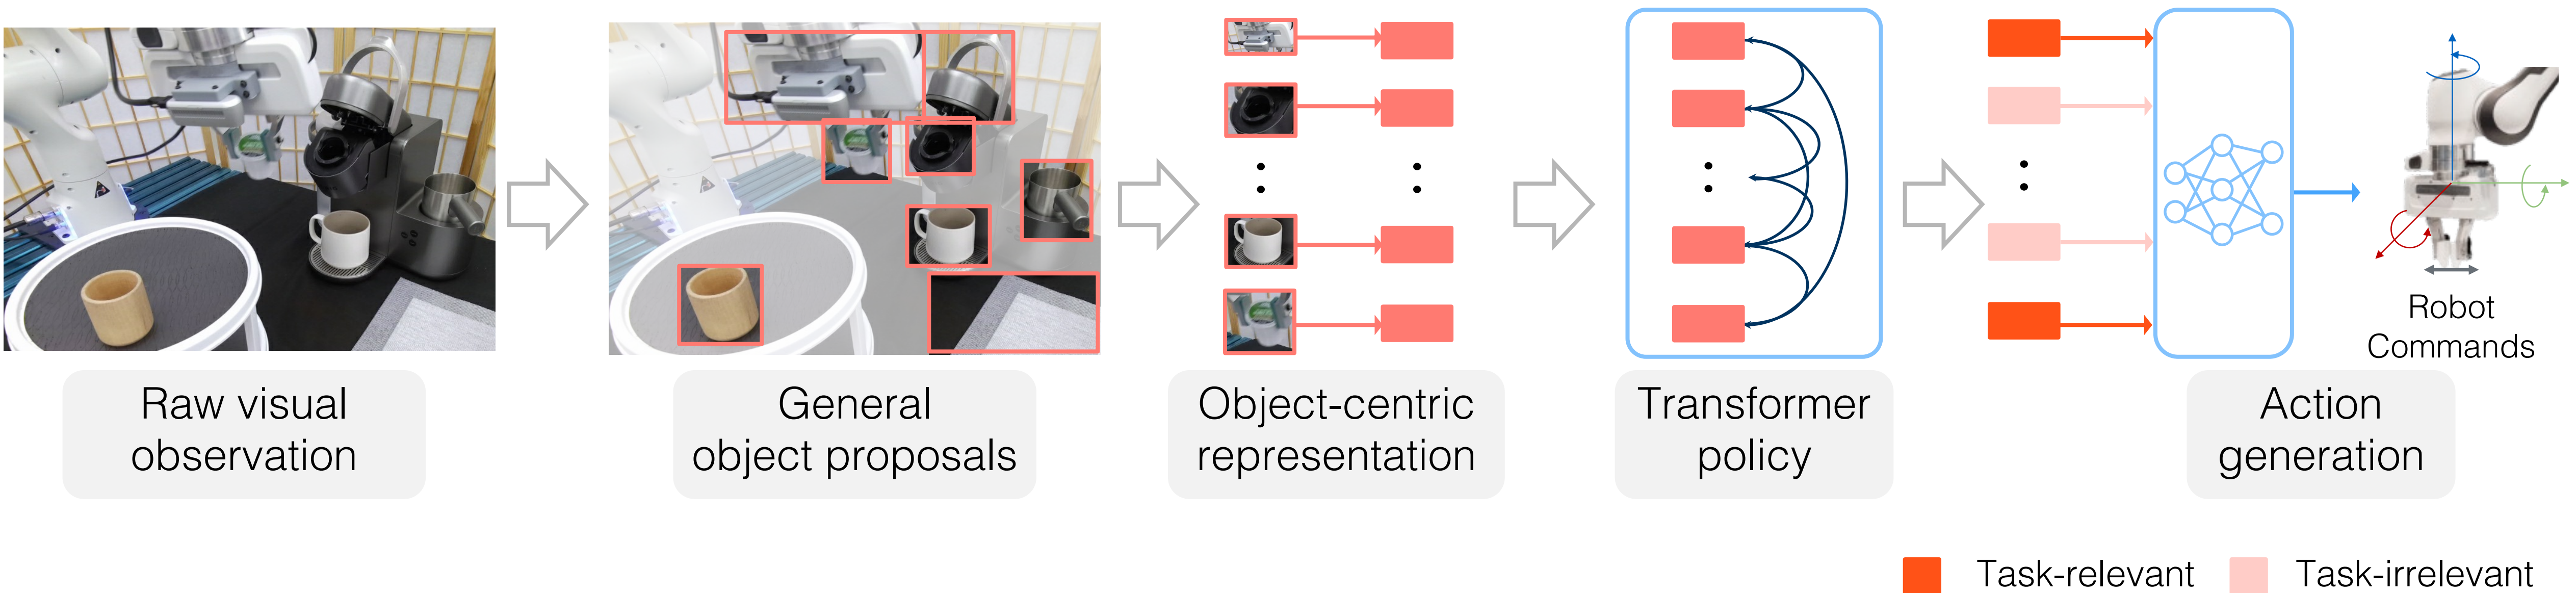 Raw visual
observation
General
object proposals
Object-centric
representation
Transformer
policy
Robot
Commands
Action
generation
Task-relevant
Task-irrelevant